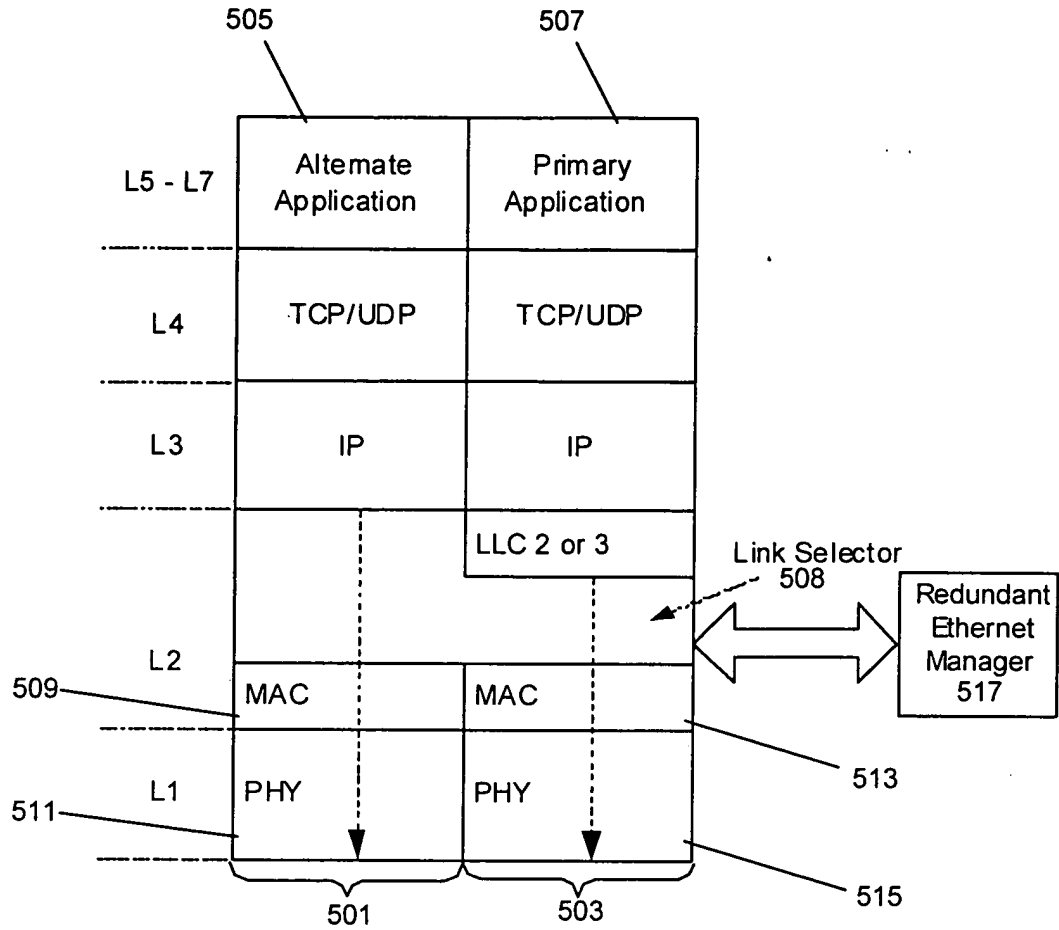 505
507
L5 - L7
Alternate
Application
Primary
Application
L4
TCP/UDP
TCP/UDP
L3
IP
IP
LLC 2 or 3
Link Selector
508
Redundant
Ethernet
Manager
517
L2
509
MAC
MAC
513
L1
PHY
PHY
511
515
501
503